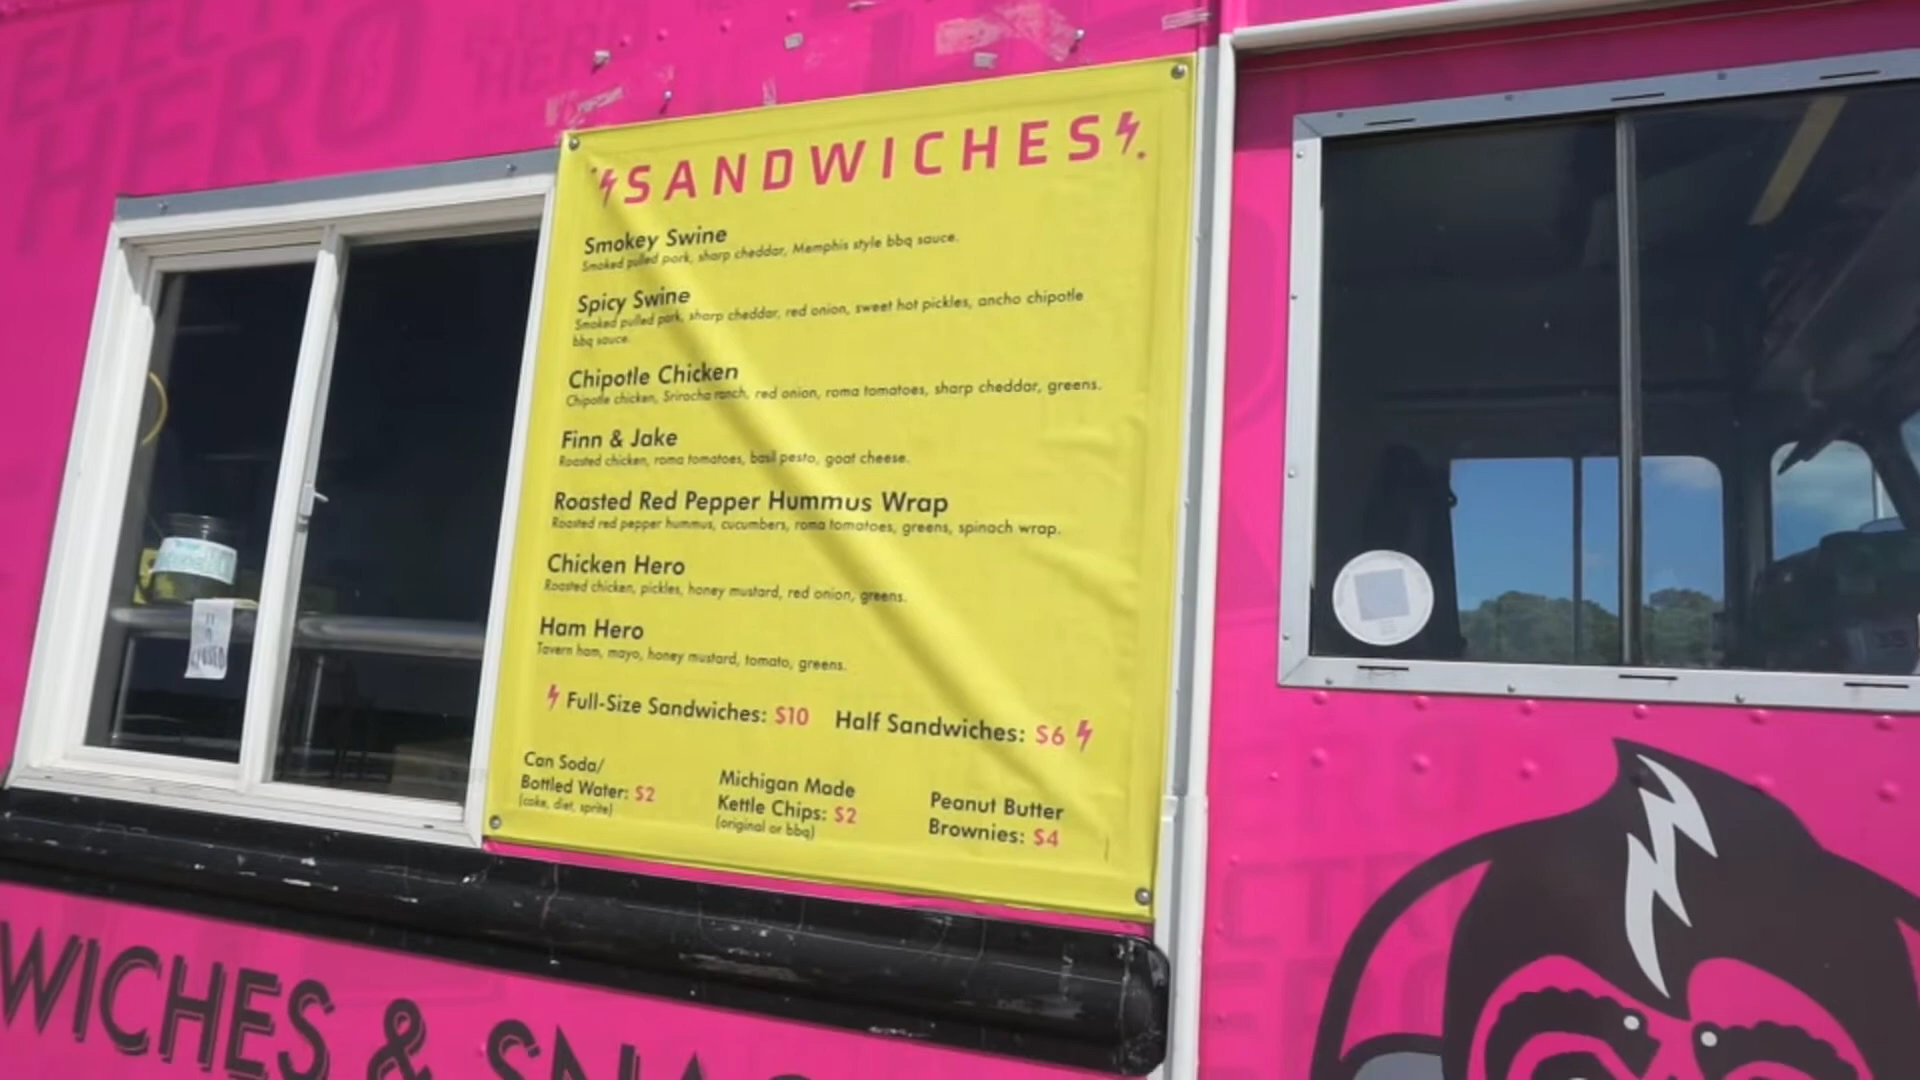 ELECTRIC
HERO
SANDWICHES
Smokey Swine
Smoked pulled pork, sharp cheddar, Memphis style bbq sauce.
Spicy Swine
Smoked pulled pork, sharp cheddar, red onion, sweet hot pickles, ancho chipotle
bbq sauce.
Chipotle Chicken
Chipotle chicken, Sriracha ranch, red onion, roma tomatoes, sharp cheddar, greens.
Finn & Jake
Roasted chicken, roma tomatoes, basil pesto, goat cheese.
Roasted Red Pepper Hummus Wrap
Roasted red pepper hummus, cucumbers, roma tomatoes, greens, spinach wrap.
Chicken Hero
Roasted chicken, pickles, honey mustard, red onion, greens.
Ham Hero
Tavern ham, mayo, honey mustard, tomato, greens.
Full-Size Sandwiches: $10 Half Sandwiches: $6
Can Soda/
Bottled Water: $2
(coke, diet, sprite)
Michigan Made
Kettle Chips: $2
(original or bbq)
Peanut Butter
Brownies: $4
WICHES & SNAC